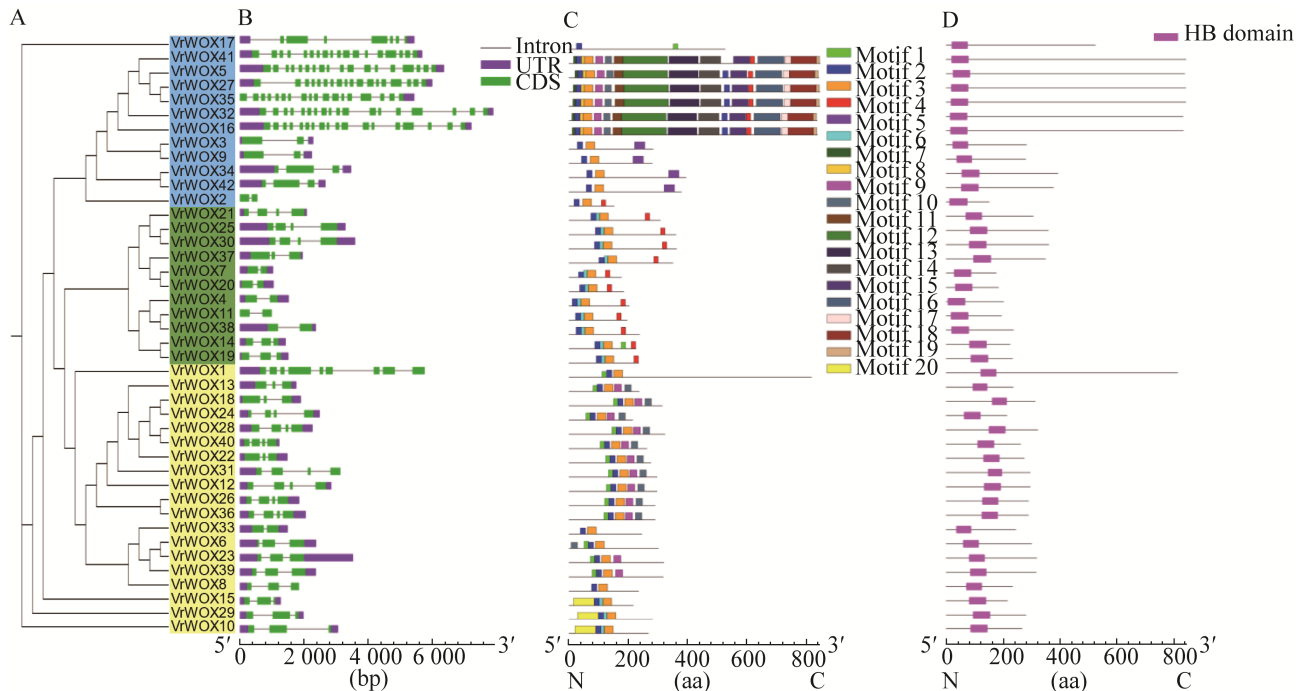 A
B
C
D
VrWOX17
VrWOX41
VrWOX5
VrWOX27
VrWOX35
VrWOX32
VrWOX16
VrWOX3
VrWOX9
VrWOX34
VrWOX42
VrWOX2
VrWOX21
VrWOX25
VrWOX30
VrWOX37
VrWOX7
VrWOX20
VrWOX4
VrWOX11
VrWOX38
VrWOX14
VrWOX19
VrWOX1
VrWOX13
VrWOX18
VrWOX24
VrWOX28
VrWOX40
VrWOX22
VrWOX31
VrWOX12
VrWOX26
VrWOX36
VrWOX33
VrWOX6
VrWOX23
VrWOX39
VrWOX8
VrWOX15
VrWOX29
VrWOX10
Intron
UTR
CDS
5′ 3′
0 2 000 4 000 6 000
(bp)
Motif 1
Motif 2
Motif 3
Motif 4
Motif 5
Motif 6
Motif 7
Motif 8
Motif 9
Motif 10
Motif 11
Motif 12
Motif 13
Motif 14
Motif 15
Motif 16
Motif 17
Motif 18
Motif 19
Motif 20
5′ 3′
0 200 400 600 800
N (aa) C
HB domain
5′ 3′
0 200 400 600 800
N (aa) C